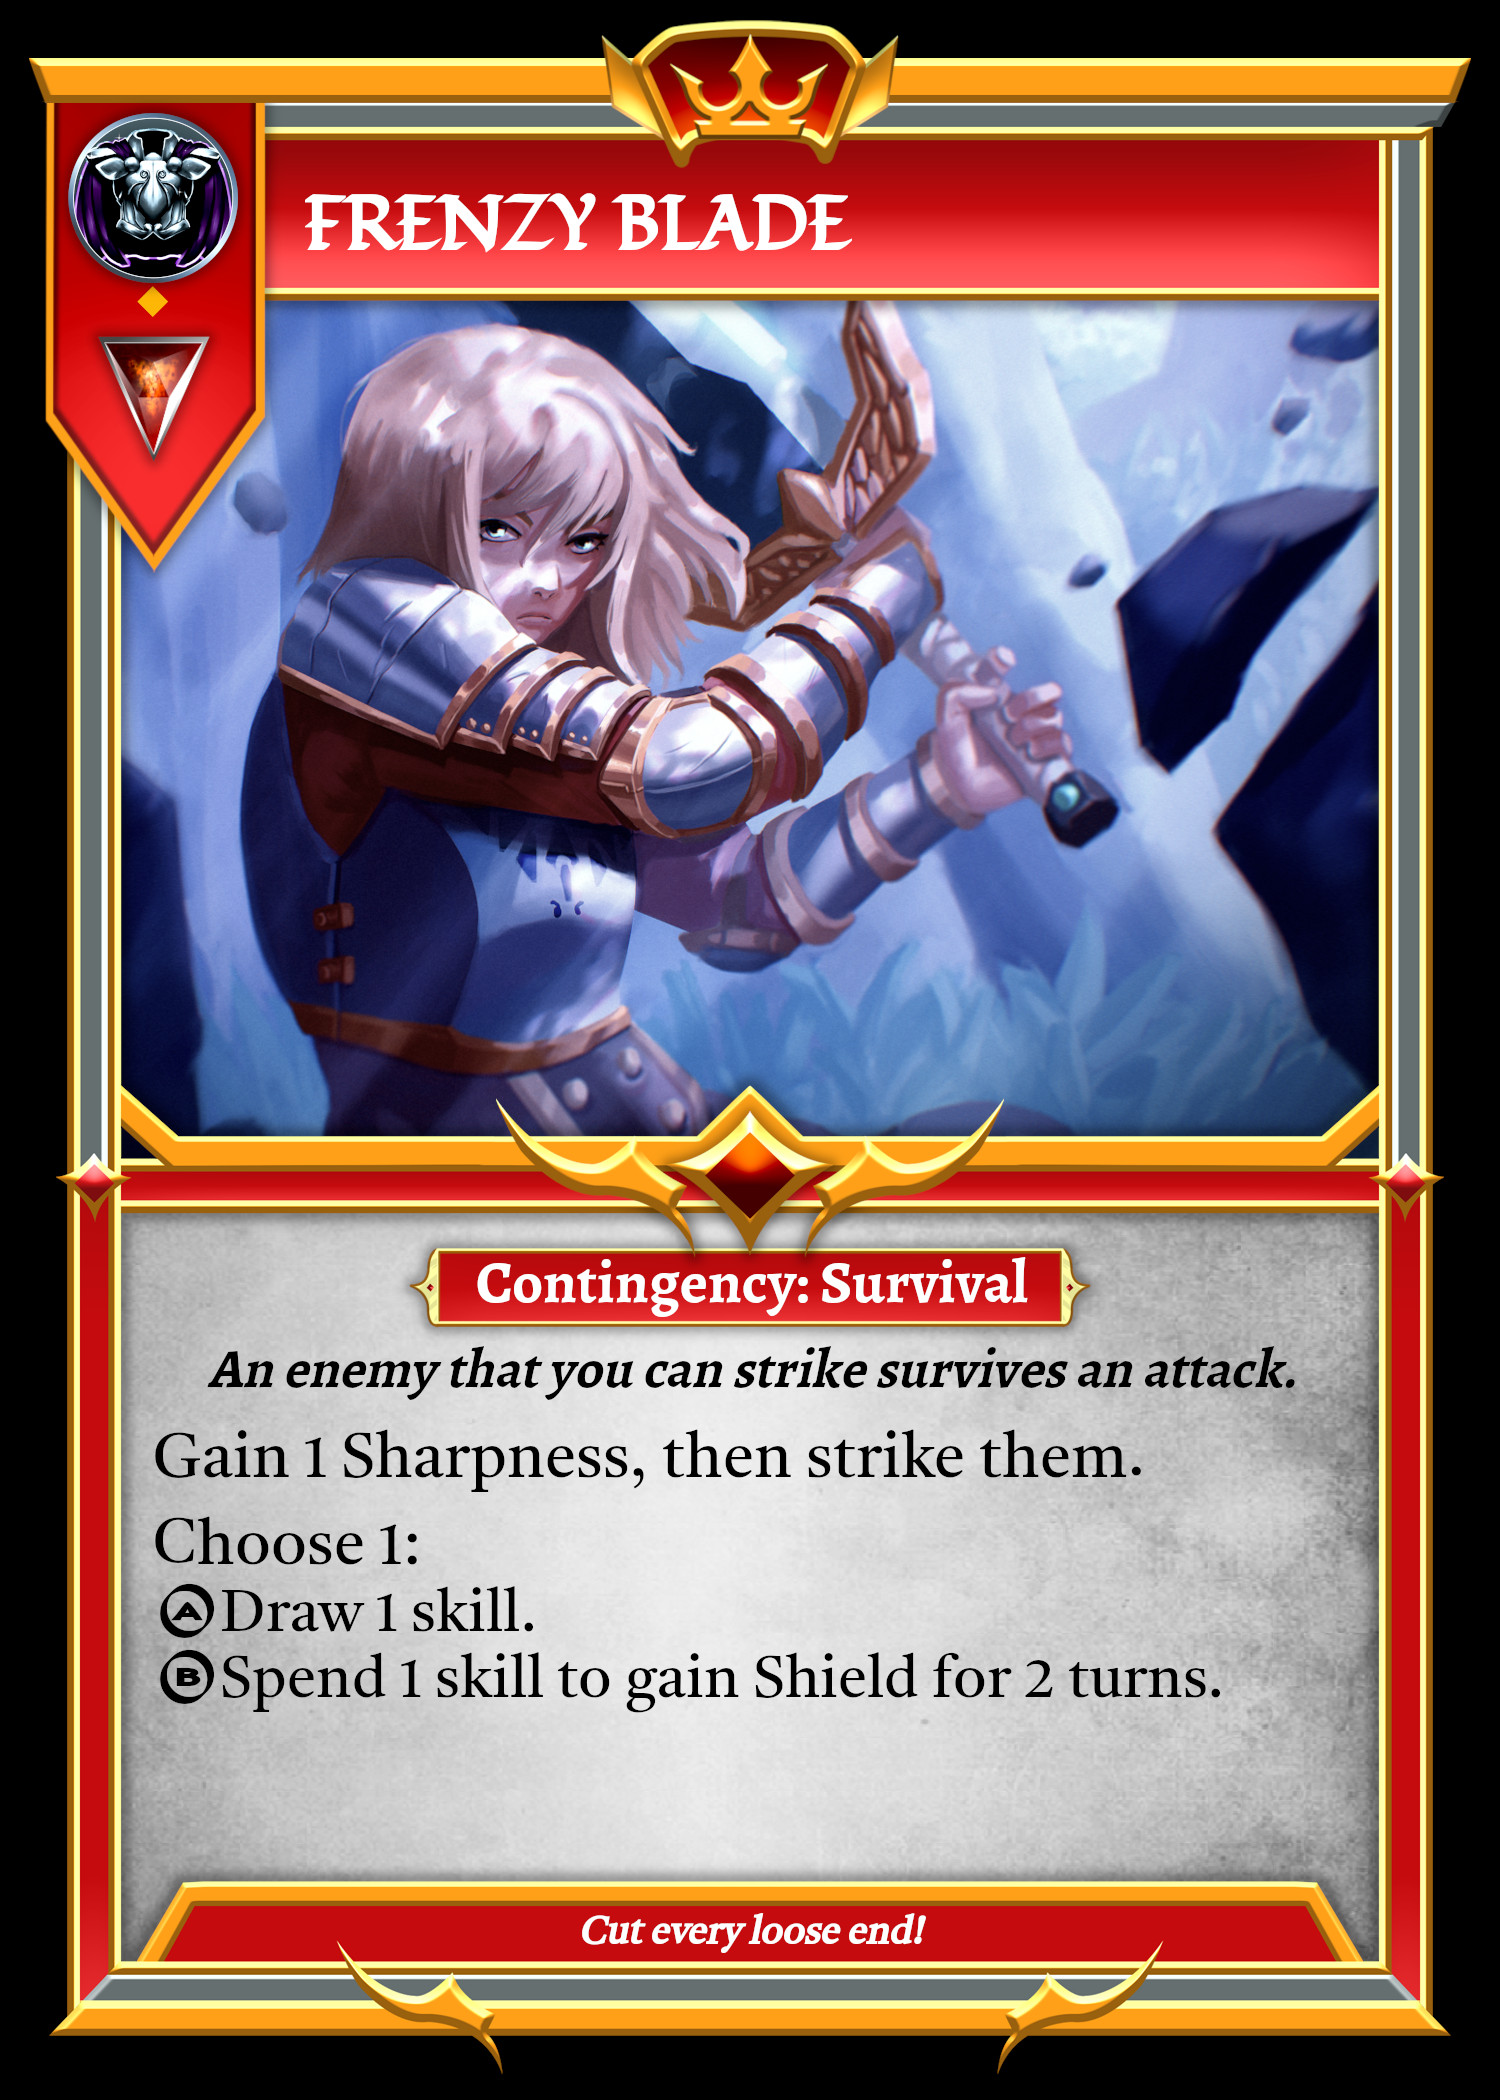 FRENZY BLADE
Contingency: Survival
An enemy that you can strike survives an attack.
Gain 1 Sharpness, then strike them.
Choose 1:
Ⓐ Draw 1 skill.
Ⓑ Spend 1 skill to gain Shield for 2 turns.
Cut every loose end!